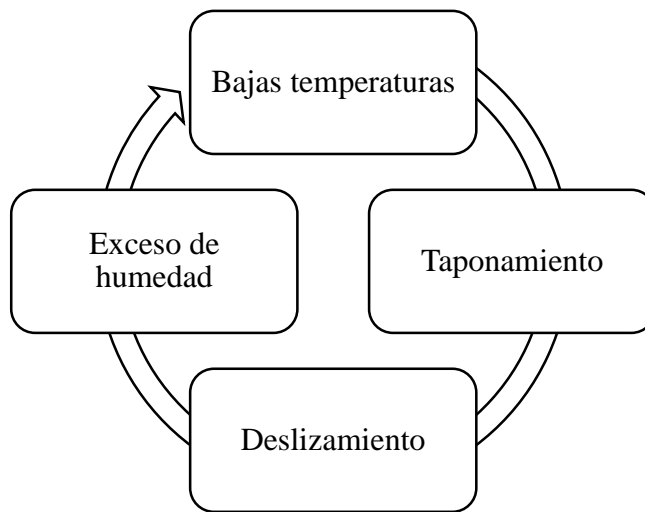 Bajas temperaturas
Taponamiento
Deslizamiento
Exceso de
humedad